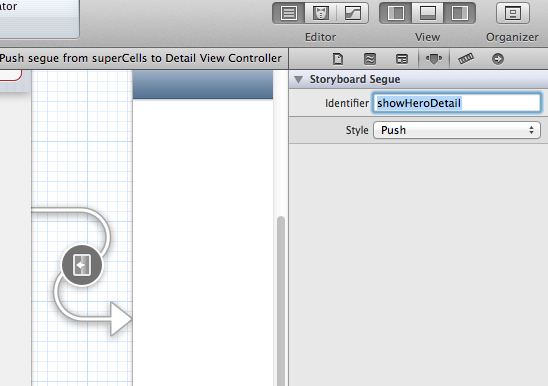 ator
Editor
View
Organizer
Push segue from superCells to Detail View Controller
Storyboard Segue
Identifier showHeroDetail
Style Push